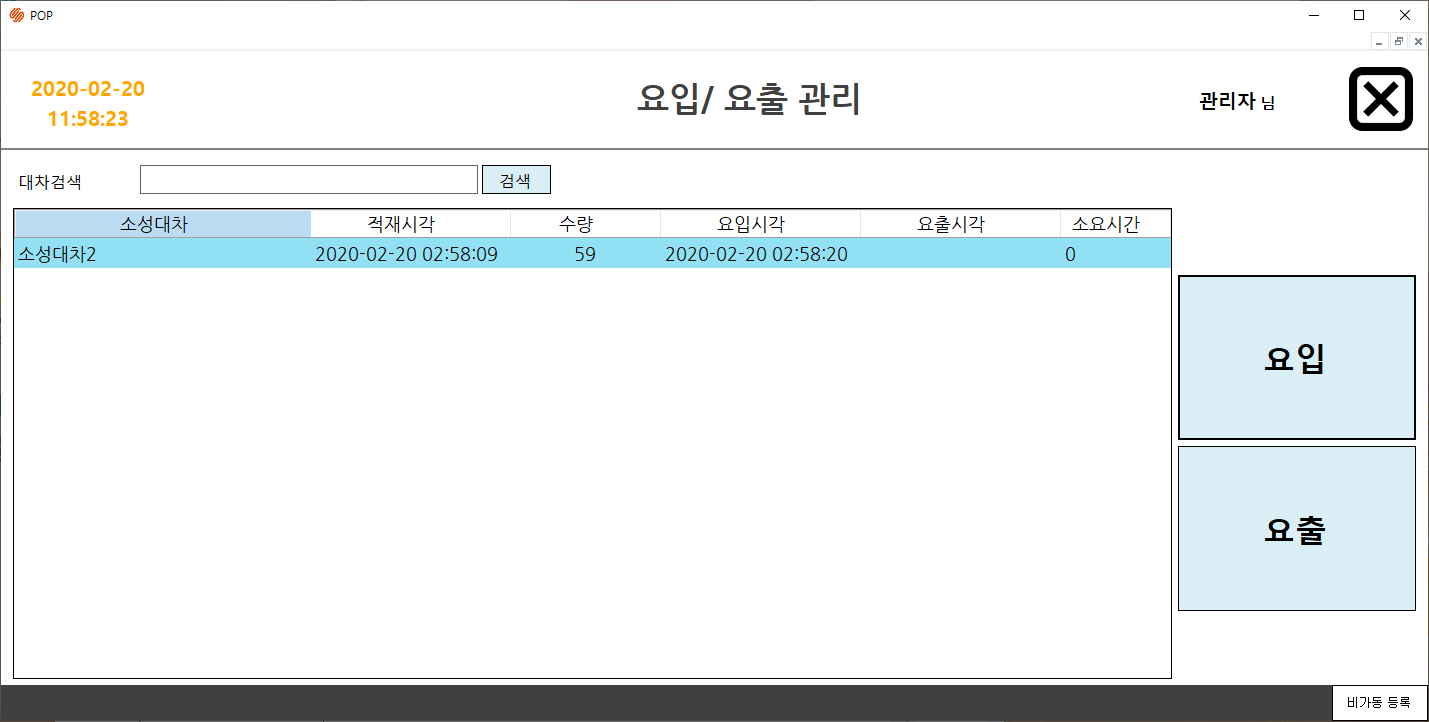 POP
2020-02-20
11:58:23
요입/ 요출 관리
관리자 님
대차검색
검색
소성대차 적재시각 수량 요입시각 요출시각 소요시간
소성대차2 2020-02-20 02:58:09 59 2020-02-20 02:58:20 0
요입
요출
비가동 등록